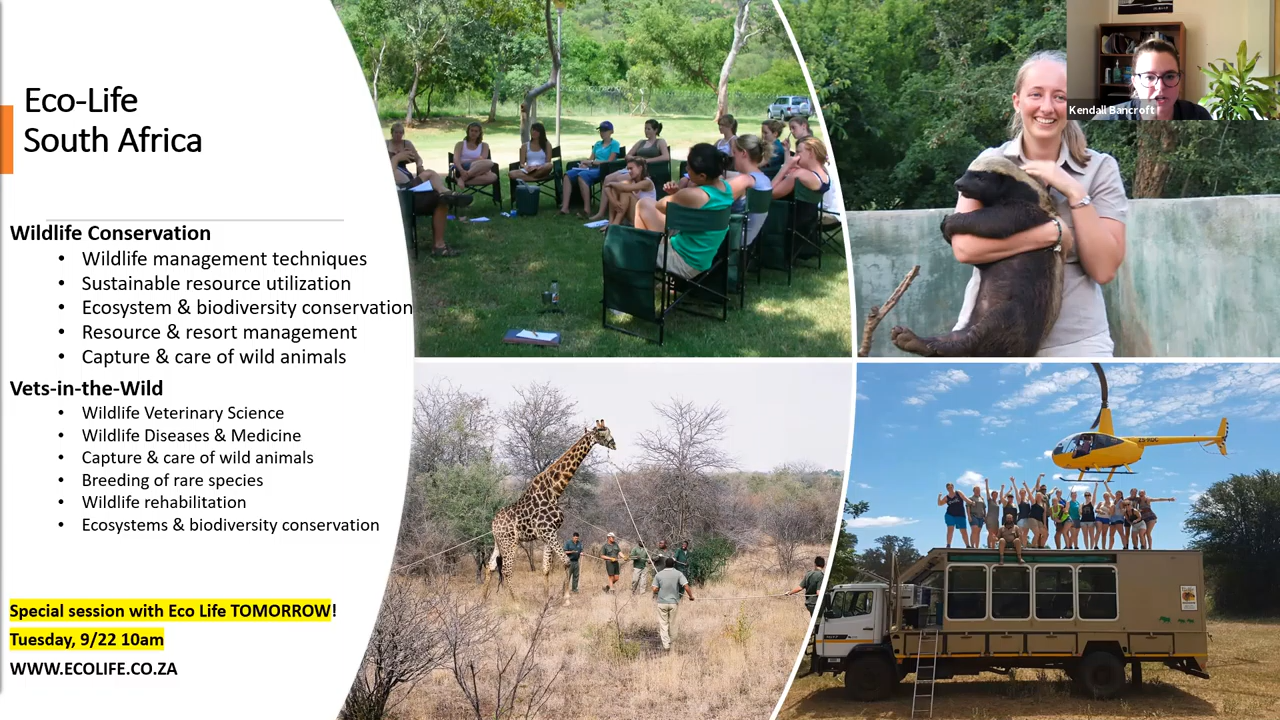 Eco-Life
South Africa
Wildlife Conservation
• Wildlife management techniques
• Sustainable resource utilization
• Ecosystem & biodiversity conservation
• Resource & resort management
• Capture & care of wild animals
Vets-in-the-Wild
• Wildlife Veterinary Science
• Wildlife Diseases & Medicine
• Capture & care of wild animals
• Breeding of rare species
• Wildlife rehabilitation
• Ecosystems & biodiversity conservation
Special session with Eco Life TOMORROW!
Tuesday, 9/22 10am
WWW.ECOLIFE.CO.ZA
Kendall Bancroft